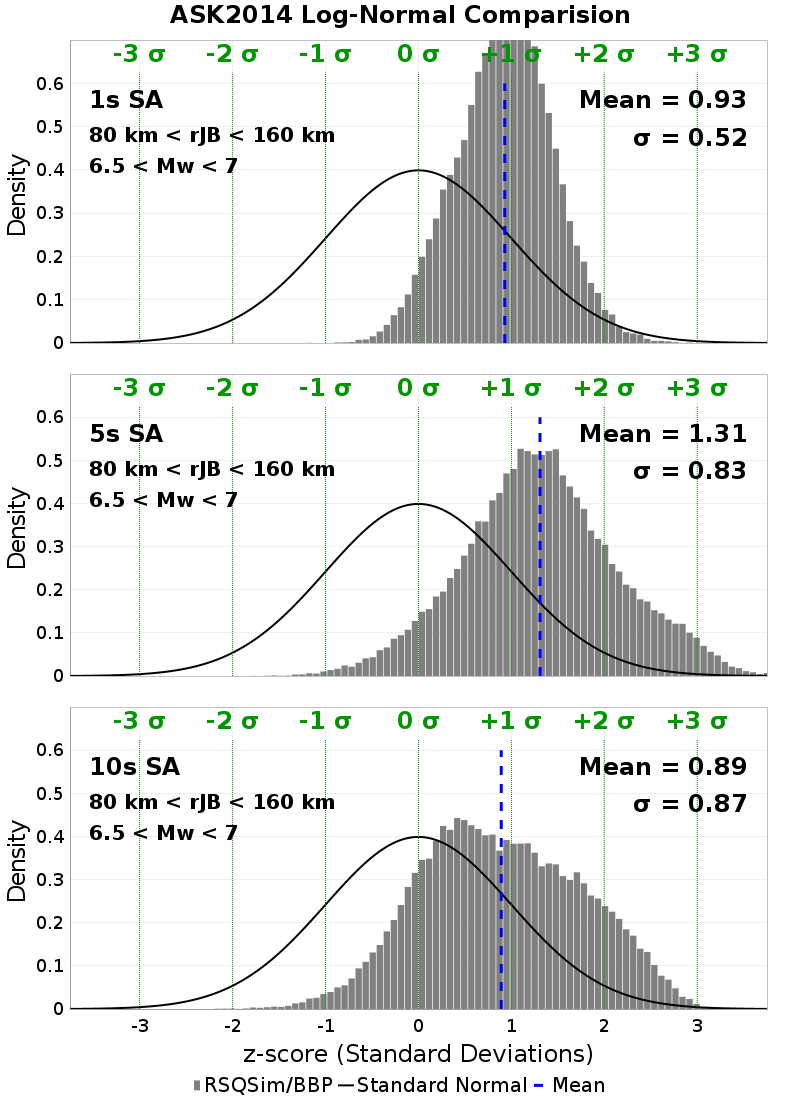 ASK2014 Log-Normal Comparision
-3 σ -2 σ -1 σ 0 σ +1 σ +2 σ +3 σ
0.6
1s SA Mean = 0.93
0.5
80 km < rJB < 160 km σ = 0.52
0.4
6.5 < Mw < 7
Density
0.3
0.2
0.1
0
-3 σ -2 σ -1 σ 0 σ +1 σ +2 σ +3 σ
0.6
5s SA Mean = 1.31
0.5
80 km < rJB < 160 km σ = 0.83
0.4
6.5 < Mw < 7
Density
0.3
0.2
0.1
0
-3 σ -2 σ -1 σ 0 σ +1 σ +2 σ +3 σ
0.6
10s SA Mean = 0.89
0.5
80 km < rJB < 160 km σ = 0.87
0.4
6.5 < Mw < 7
Density
0.3
0.2
0.1
0
-3 -2 -1 0 1 2 3
z-score (Standard Deviations)
RSQSim/BBP Standard Normal Mean